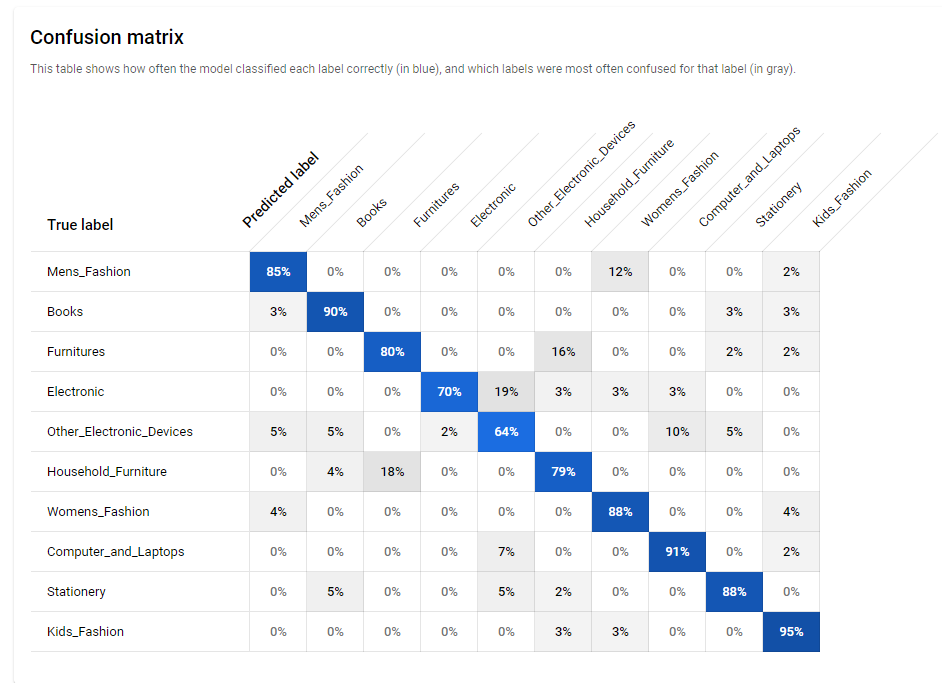 Confusion matrix
This table shows how often the model classified each label correctly (in blue), and which labels were most often confused for that label (in gray).
True label Predicted label Mens_Fashion Books Furnitures Electronic Other_Electronic_Devices Household_Furniture Womens_Fashion Computer_and_Laptops Stationery Kids_Fashion
Mens_Fashion 85% 0% 0% 0% 0% 0% 12% 0% 0% 2%
Books 3% 90% 0% 0% 0% 0% 0% 0% 3% 3%
Furnitures 0% 0% 80% 0% 0% 16% 0% 0% 2% 2%
Electronic 0% 0% 0% 70% 19% 3% 3% 3% 0% 0%
Other_Electronic_Devices 5% 5% 0% 2% 64% 0% 0% 10% 5% 0%
Household_Furniture 0% 4% 18% 0% 0% 79% 0% 0% 0% 0%
Womens_Fashion 4% 0% 0% 0% 0% 0% 88% 0% 0% 4%
Computer_and_Laptops 0% 0% 0% 0% 7% 0% 0% 91% 0% 2%
Stationery 0% 5% 0% 0% 5% 2% 0% 0% 88% 0%
Kids_Fashion 0% 0% 0% 0% 0% 3% 3% 0% 0% 95%